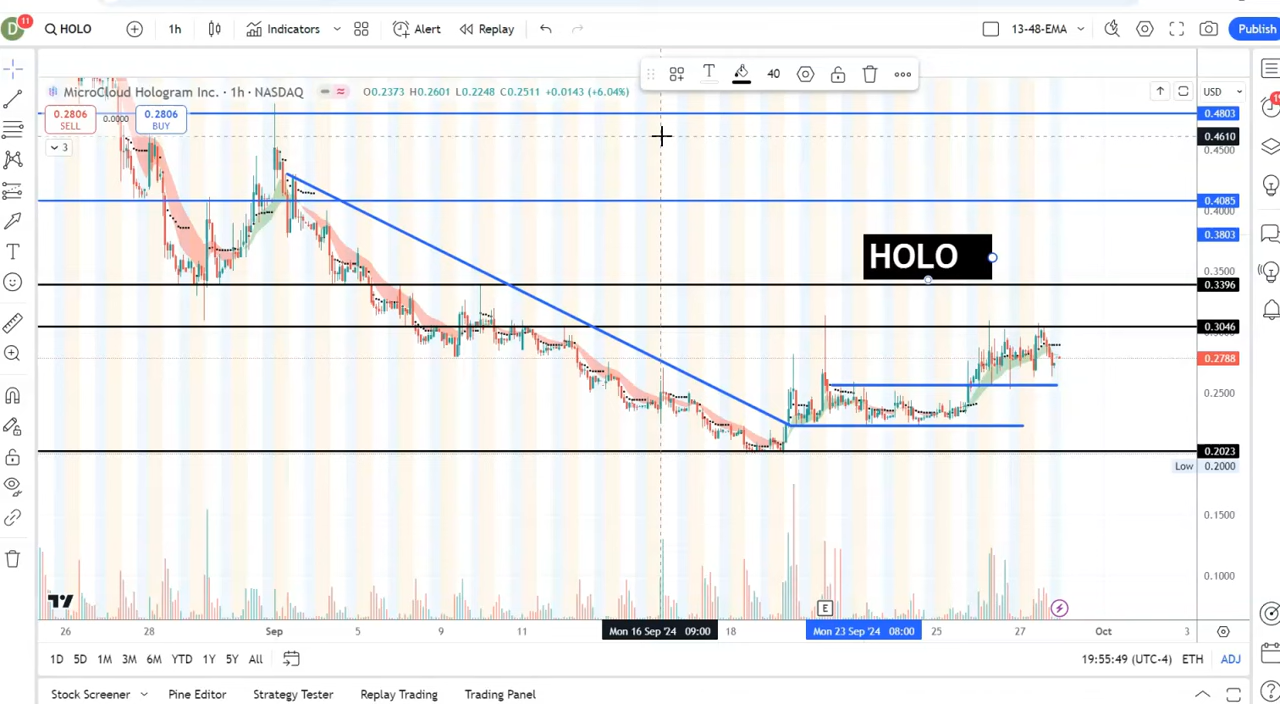 D 11 HOLO 1h Indicators Alert Replay 13-48-EMA Publish
T 40
MicroCloud Hologram Inc. · 1h · NASDAQ O0.2373 H0.2601 L0.2248 C0.2511 +0.0143 (+6.04%) USD
0.2806 SELL 0.0000 0.2806 BUY
3
0.4803
0.4610
0.4500
0.4085
0.4000
0.3803
HOLO
0.3500
0.3396
0.3046
0.2788
0.2500
0.2023
Low 0.2000
0.1500
0.1000
E
26 28 Sep 5 9 11 Mon 16 Sep '24 09:00 18 Mon 23 Sep '24 08:00 25 27 Oct 3
1D 5D 1M 3M 6M YTD 1Y 5Y All 19:55:49 (UTC-4) ETH ADJ
Stock Screener Pine Editor Strategy Tester Replay Trading Trading Panel